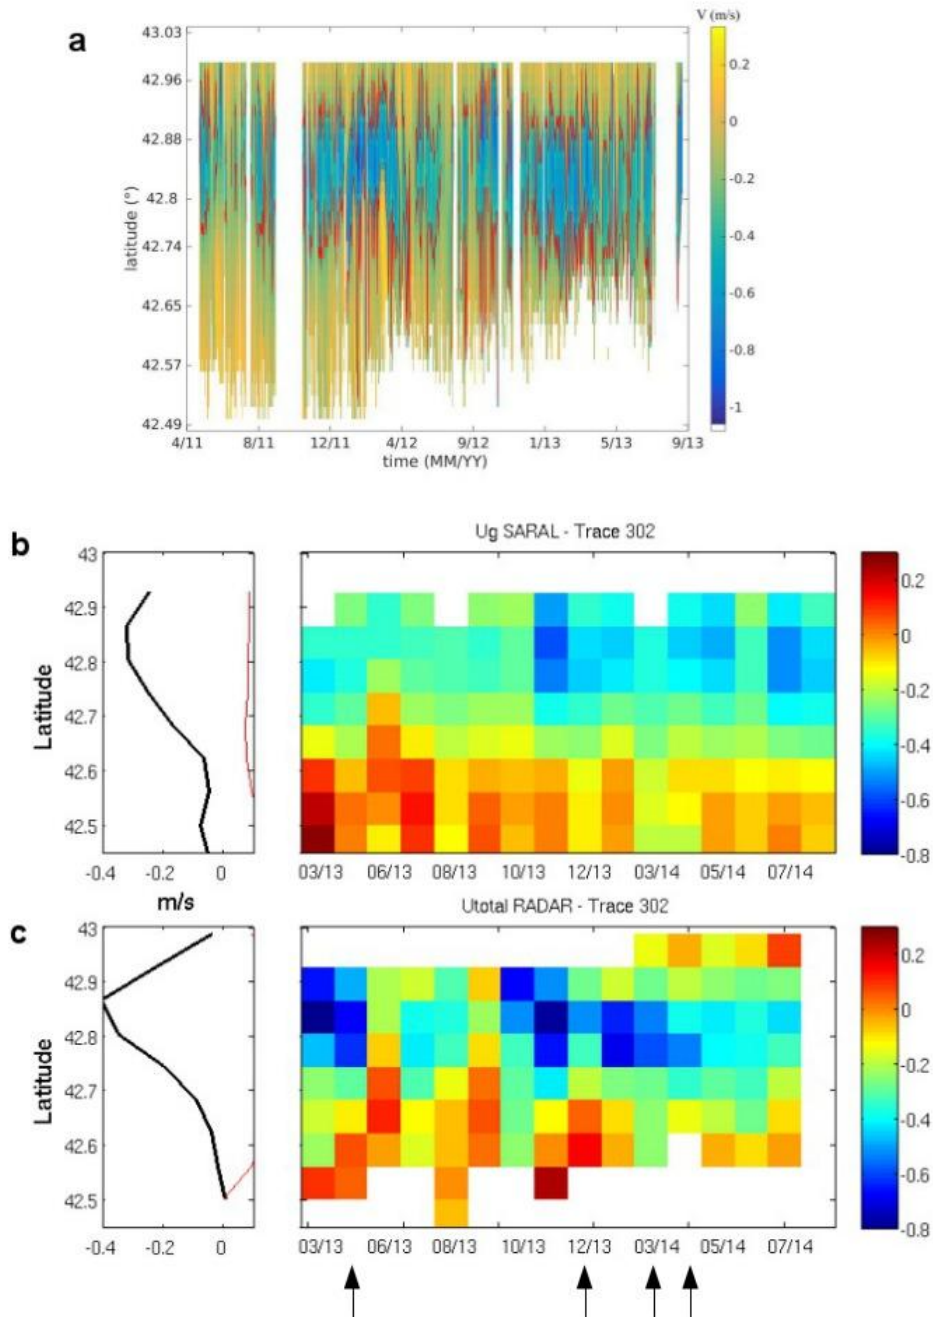 a
V (m/s)
43.03
42.96
42.88
42.8
42.74
42.65
42.57
42.49
latitude (°)
4/11 8/11 12/11 4/12 9/12 1/13 5/13 9/13
time (MM/YY)
0.2
0
-0.2
-0.4
-0.6
-0.8
-1
b
Ug SARAL - Trace 302
43
42.9
42.8
42.7
42.6
42.5
Latitude
-0.4 -0.2 0
m/s
03/13 06/13 08/13 10/13 12/13 03/14 05/14 07/14
0.2
0
-0.2
-0.4
-0.6
-0.8
c
Utotal RADAR - Trace 302
43
42.9
42.8
42.7
42.6
42.5
Latitude
-0.4 -0.2 0
03/13 06/13 08/13 10/13 12/13 03/14 05/14 07/14
0.2
0
-0.2
-0.4
-0.6
-0.8